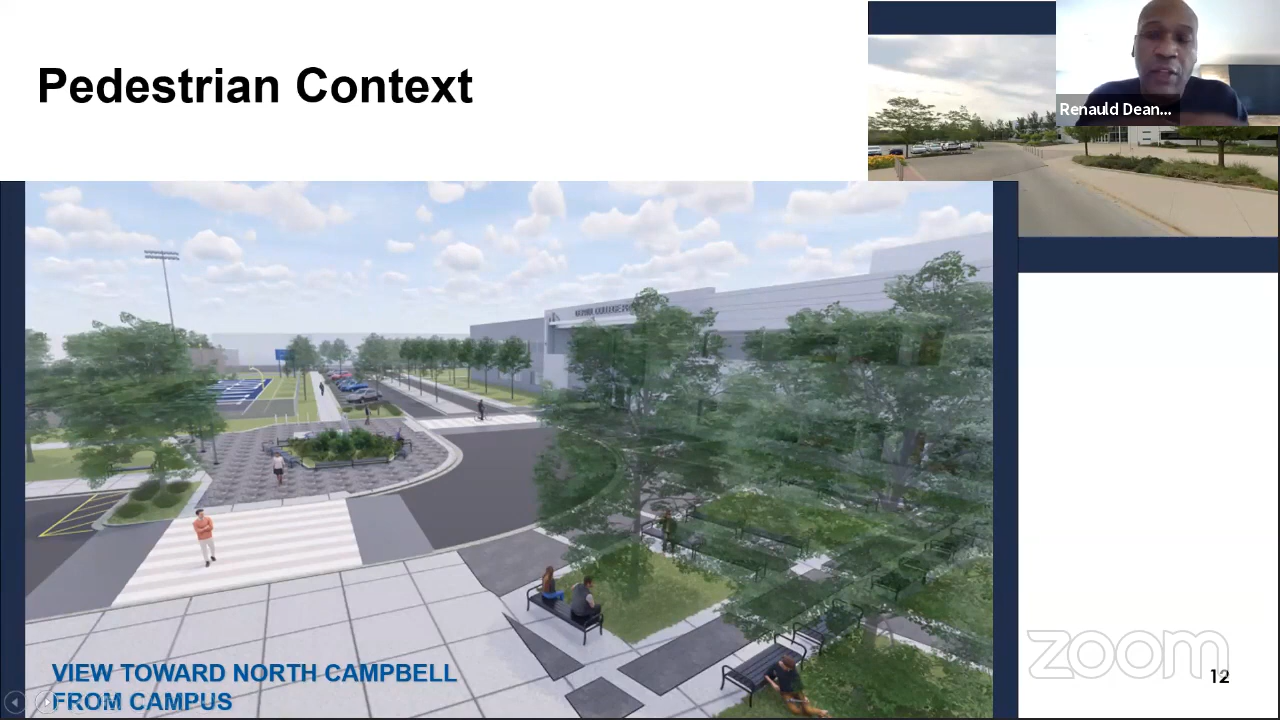 Pedestrian Context
Renauld Dean...
VIEW TOWARD NORTH CAMPBELL
FROM CAMPUS
zoom
12